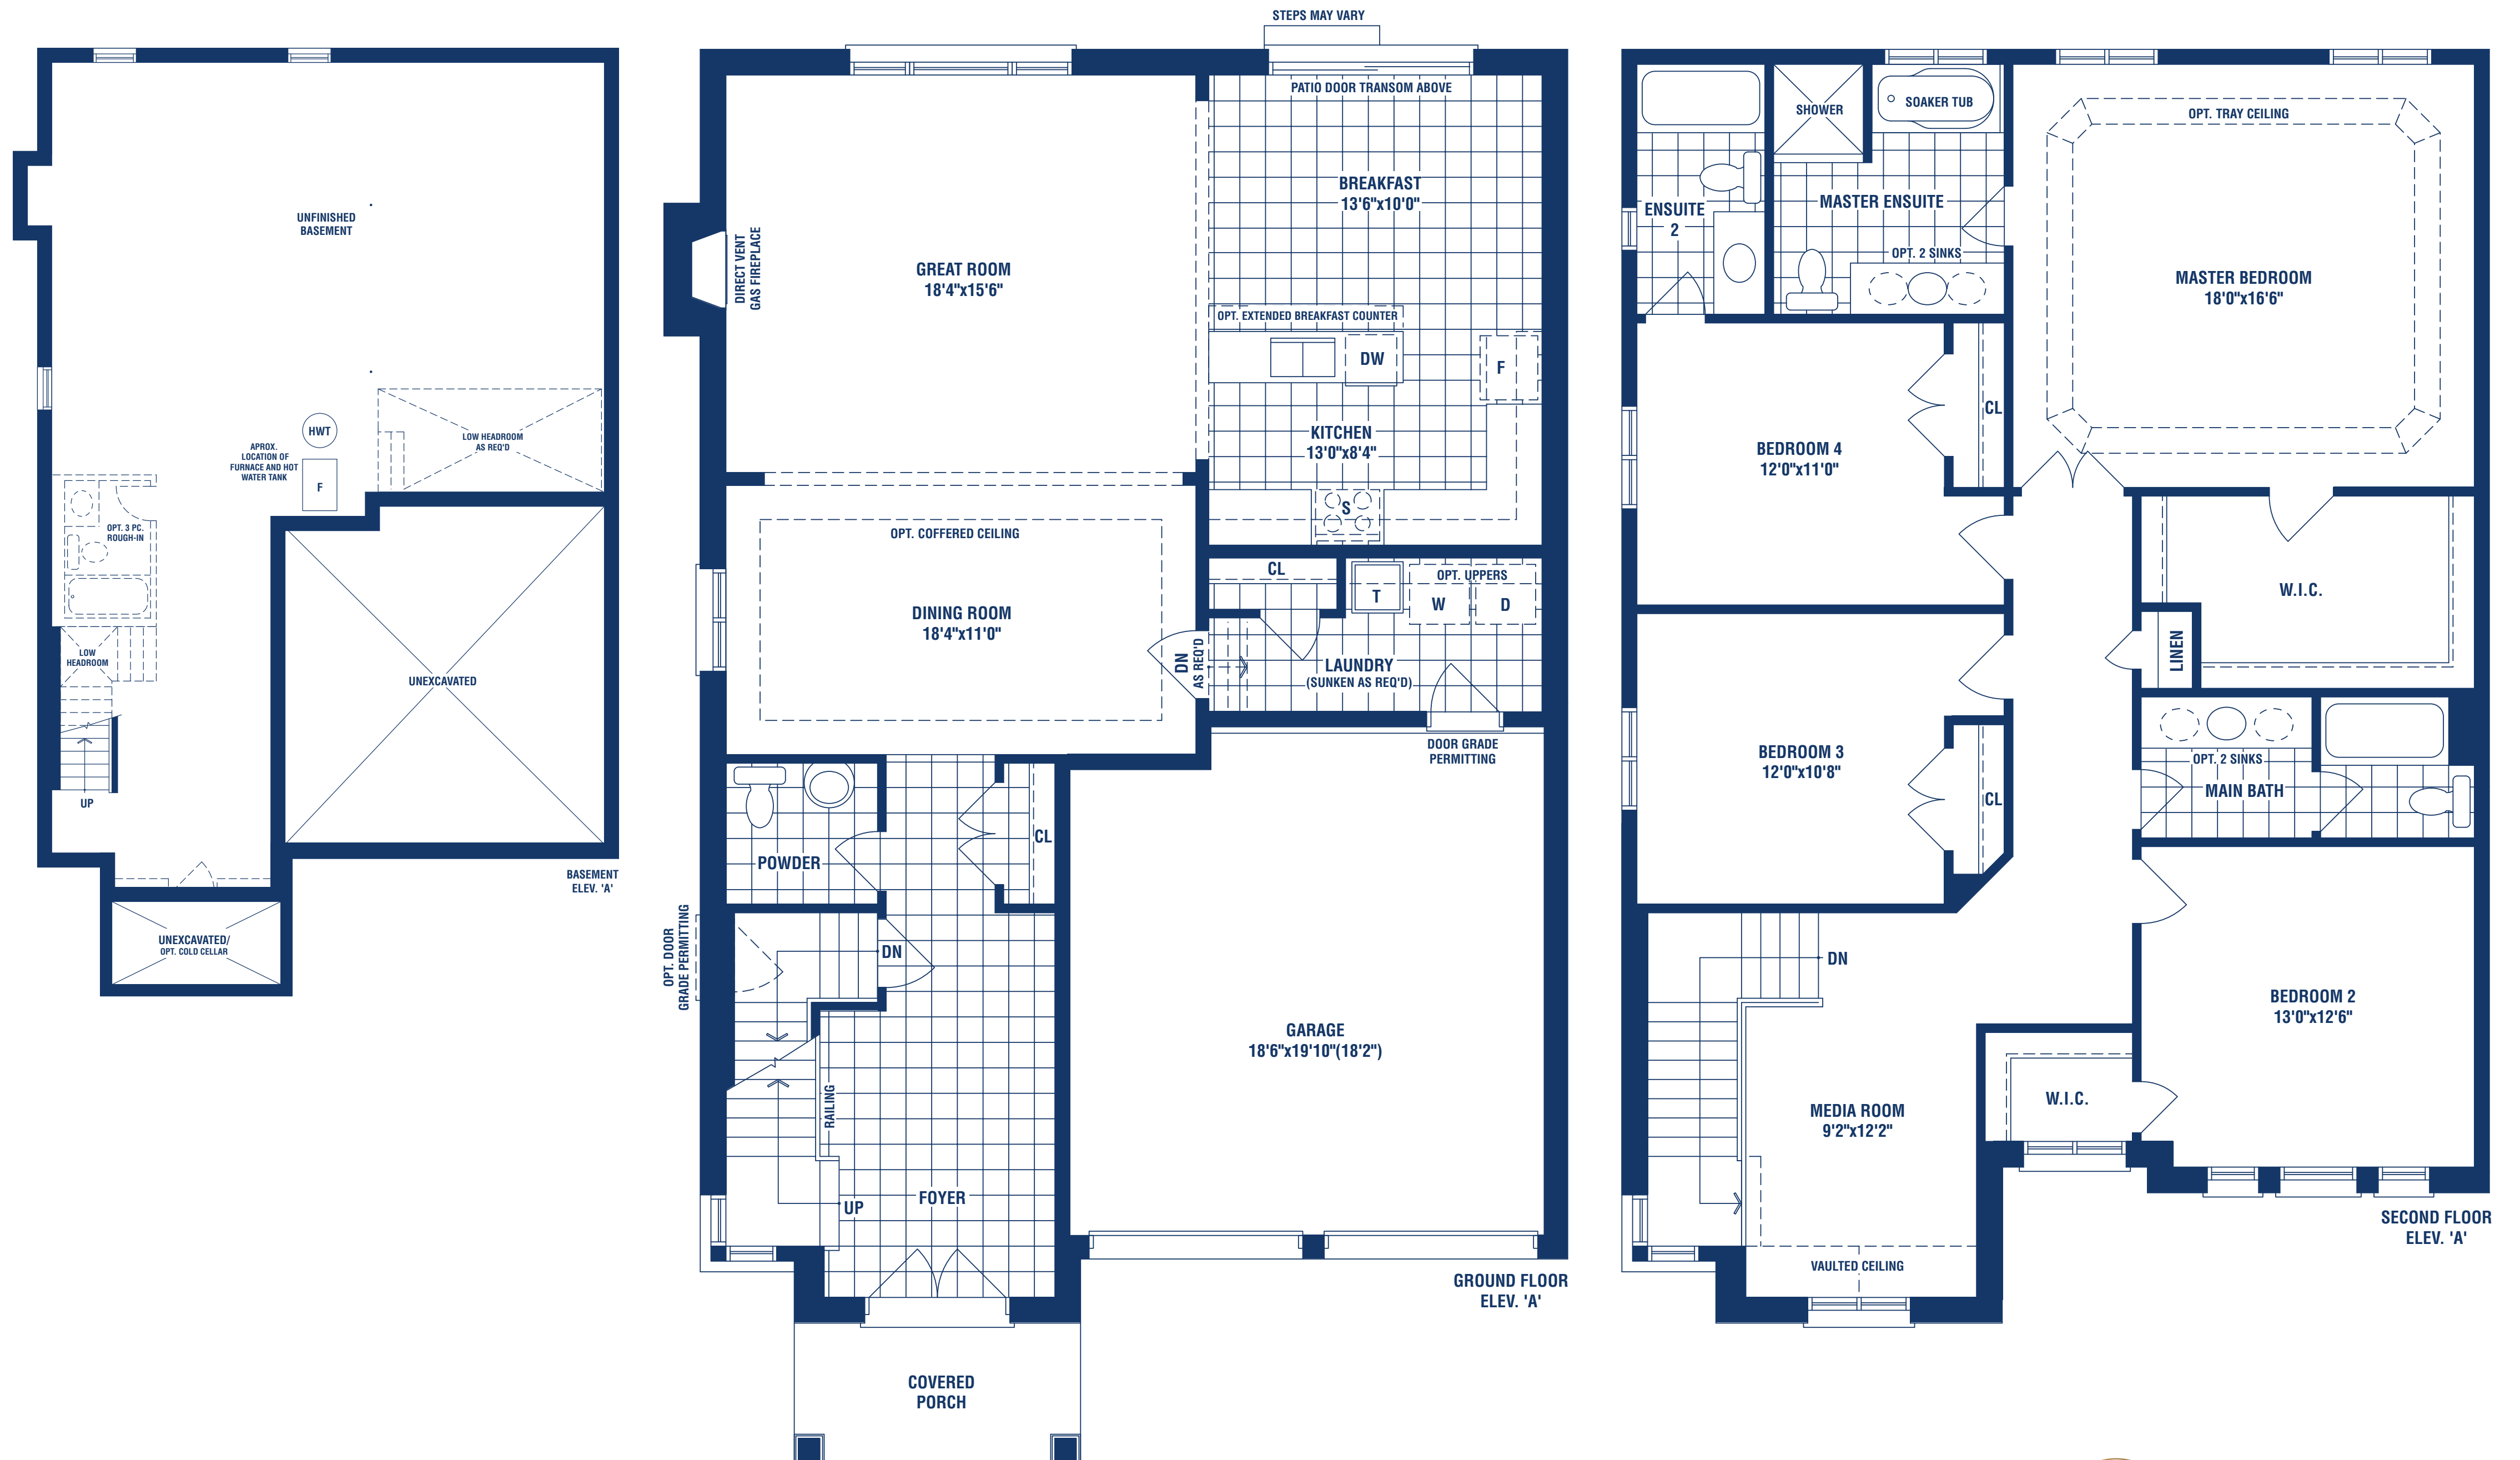 UNFINISHED
BASEMENT
HWT
APROX.
LOCATION OF
FURNACE AND HOT
WATER TANK
F
LOW HEADROOM
AS REQ'D
OPT. 3 PC.
ROUGH-IN
LOW
HEADROOM
UP
UNEXCAVATED
UNEXCAVATED/
OPT. COLD CELLAR
BASEMENT
ELEV. 'A'
STEPS MAY VARY
PATIO DOOR TRANSOM ABOVE
BREAKFAST
13'6"x10'0"
DIRECT VENT
GAS FIREPLACE
GREAT ROOM
18'4"x15'6"
OPT. EXTENDED BREAKFAST COUNTER
DW
F
KITCHEN
13'0"x8'4"
S
OPT. COFFERED CEILING
DINING ROOM
18'4"x11'0"
CL
T
OPT. UPPERS
W
D
DN
AS REQ'D
LAUNDRY
(SUNKEN AS REQ'D)
DOOR GRADE
PERMITTING
POWDER
CL
OPT. DOOR
GRADE PERMITTING
DN
RAILING
GARAGE
18'6"x19'10"(18'2")
FOYER
UP
GROUND FLOOR
ELEV. 'A'
COVERED
PORCH
SHOWER
SOAKER TUB
OPT. TRAY CEILING
ENSUITE
2
MASTER ENSUITE
OPT. 2 SINKS
MASTER BEDROOM
18'0"x16'6"
BEDROOM 4
12'0"x11'0"
CL
W.I.C.
LINEN
BEDROOM 3
12'0"x10'8"
CL
OPT. 2 SINKS
MAIN BATH
DN
BEDROOM 2
13'0"x12'6"
W.I.C.
MEDIA ROOM
9'2"x12'2"
VAULTED CEILING
SECOND FLOOR
ELEV. 'A'